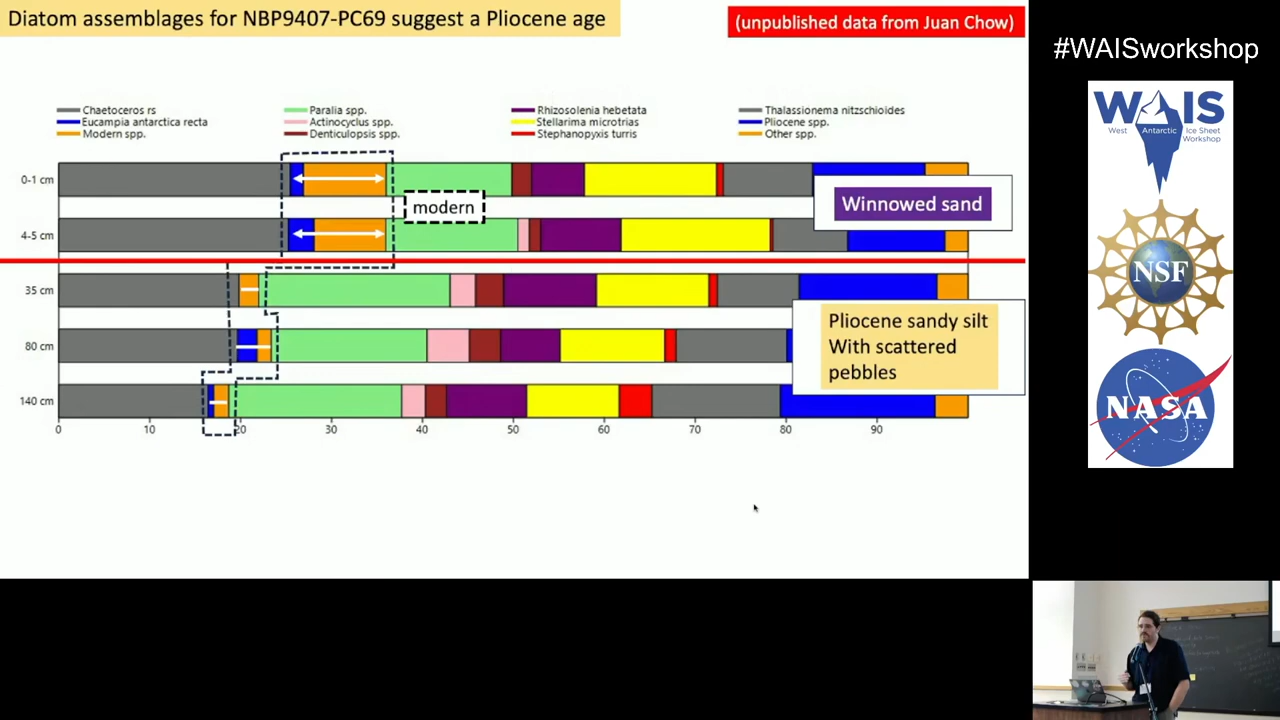 Diatom assemblages for NBP9407-PC69 suggest a Pliocene age
(unpublished data from Juan Chow)
#WAISworkshop
WAIS
West Antarctic Ice Sheet
Workshop
NSF
NASA
Chaetoceros rs
Eucampia antarctica recta
Modern spp.
Paralia spp.
Actinocyclus spp.
Denticulopsis spp.
Rhizosolenia hebetata
Stellarima microtrias
Stephanopyxis turris
Thalassionema nitzschioides
Pliocene spp.
Other spp.
0-1 cm
modern
Winnowed sand
4-5 cm
35 cm
Pliocene sandy silt
With scattered
pebbles
80 cm
140 cm
0 10 20 30 40 50 60 70 80 90